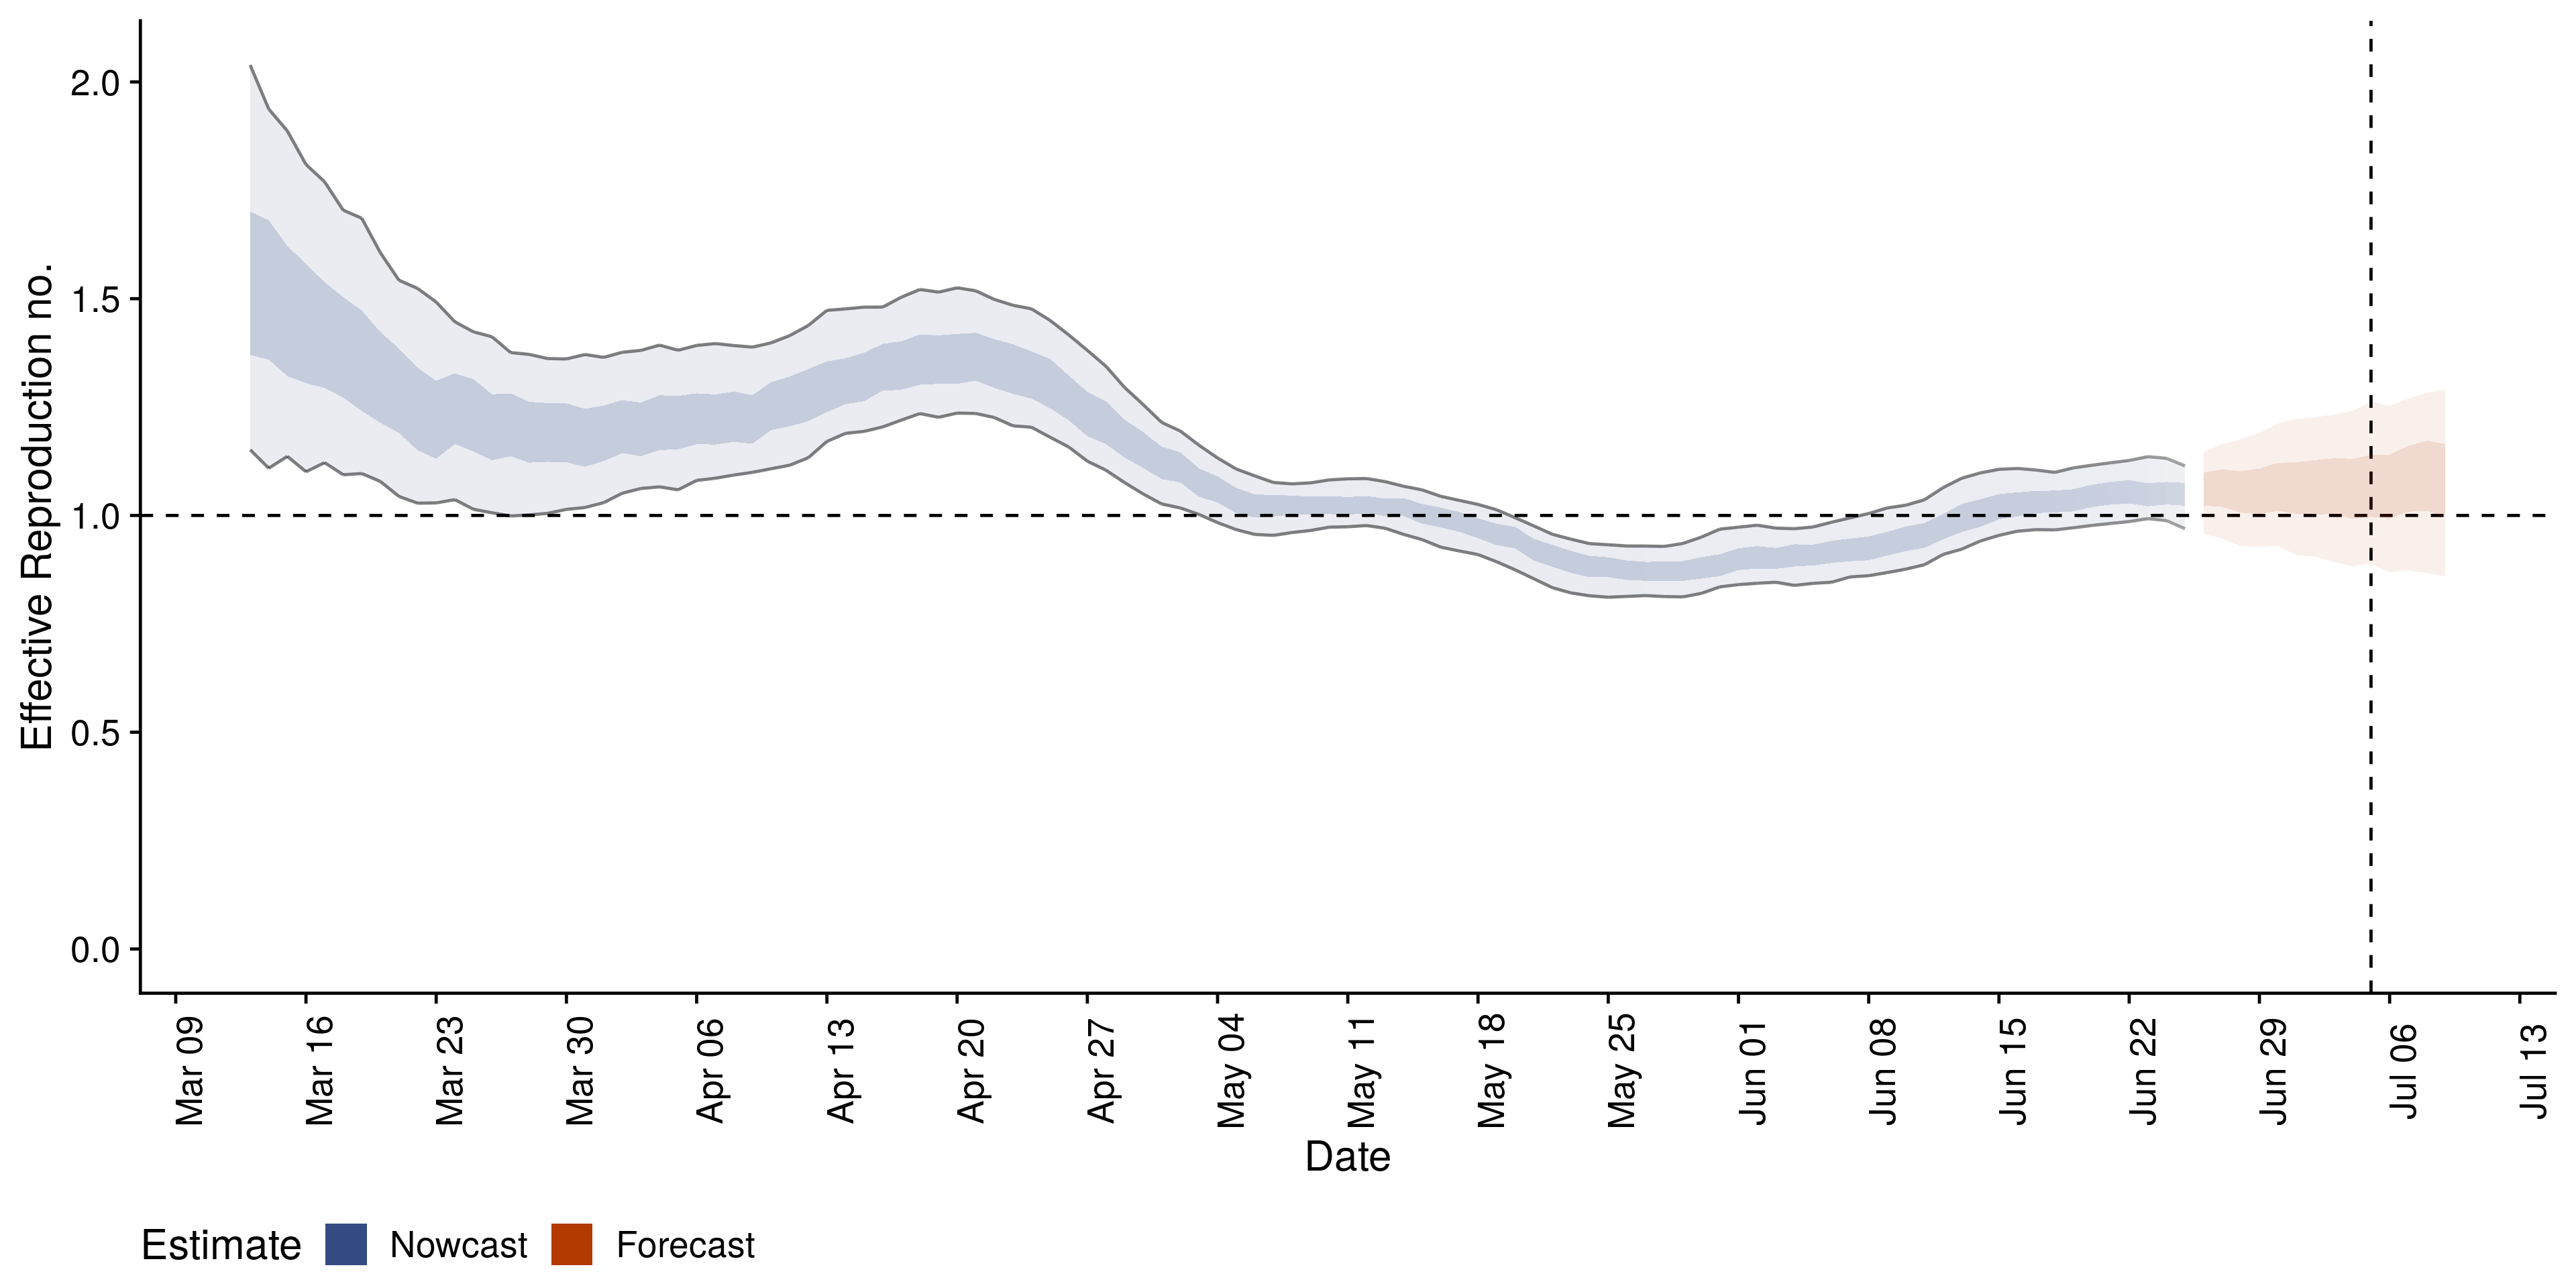 Effective Reproduction no.
2.0
1.5
1.0
0.5
0.0
Mar 09
Mar 16
Mar 23
Mar 30
Apr 06
Apr 13
Apr 20
Apr 27
May 04
May 11
May 18
May 25
Jun 01
Jun 08
Jun 15
Jun 22
Jun 29
Jul 06
Jul 13
Date
Estimate Nowcast Forecast